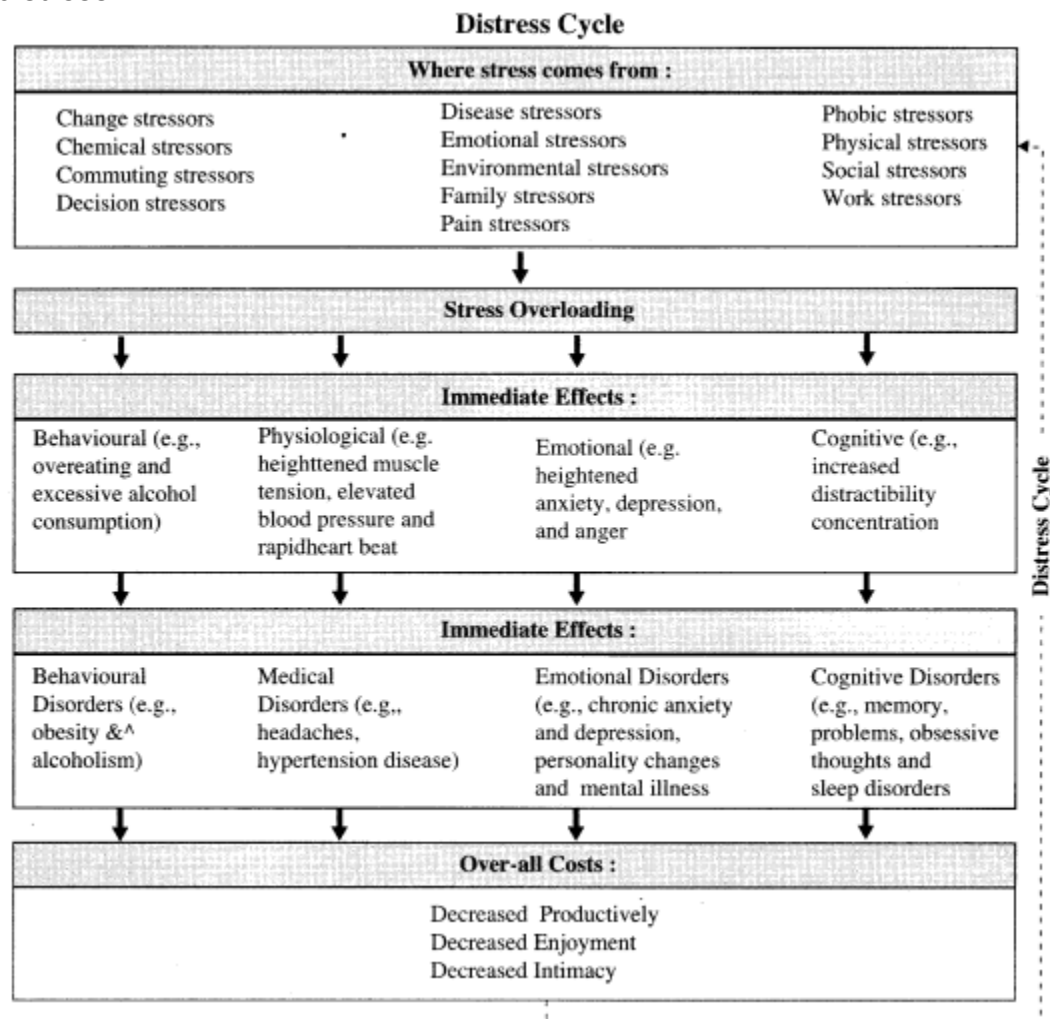 Distress Cycle
Where stress comes from :
Change stressors
Chemical stressors
Commuting stressors
Decision stressors
Disease stressors
Emotional stressors
Environmental stressors
Family stressors
Pain stressors
Phobic stressors
Physical stressors
Social stressors
Work stressors
Stress Overloading
Immediate Effects :
Behavioural (e.g.,
overeating and
excessive alcohol
consumption)
Physiological (e.g.
heighttened muscle
tension, elevated
blood pressure and
rapidheart beat
Emotional (e.g.
heightened
anxiety, depression,
and anger
Cognitive (e.g.,
increased
distractibility
concentration
Immediate Effects :
Behavioural
Disorders (e.g.,
obesity &^
alcoholism)
Medical
Disorders (e.g,,
headaches,
hypertension disease)
Emotional Disorders
(e.g., chronic anxiety
and depression,
personality changes
and mental illness
Cognitive Disorders
(e.g., memory,
problems, obsessive
thoughts and
sleep disorders
Over-all Costs :
Decreased Productively
Decreased Enjoyment
Decreased Intimacy
Distress Cycle